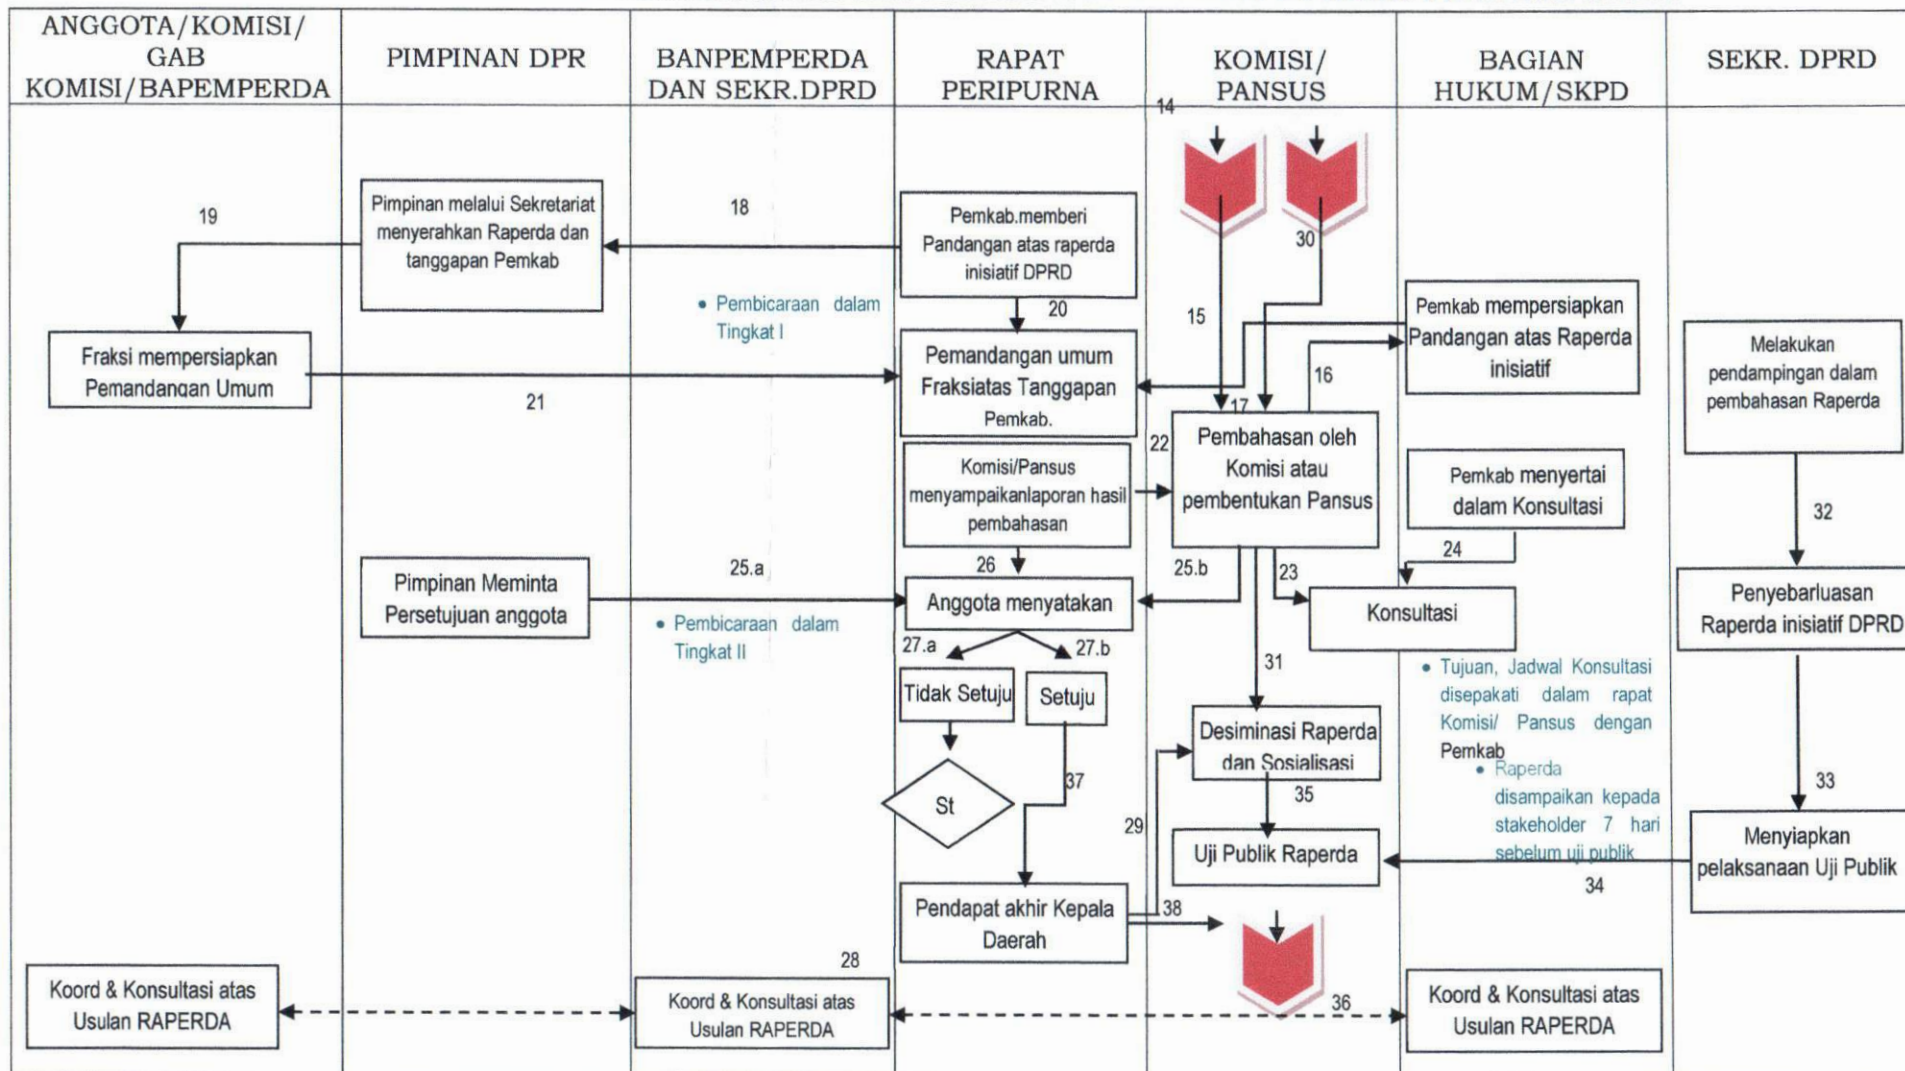 ANGGOTA/KOMISI/
GAB
KOMISI/BAPEMPERDA
PIMPINAN DPR
BANPEMPERDA
DAN SEKR.DPRD
RAPAT
PERIPURNA
KOMISI/
PANSUS
BAGIAN
HUKUM/SKPD
SEKR. DPRD
14
19
Pimpinan melalui Sekretariat
menyerahkan Raperda dan
tanggapan Pemkab
18
Pemkab.memberi
Pandangan atas raperda
inisiatif DPRD
30
• Pembicaraan dalam
Tingkat I
20
15
Pemkab mempersiapkan
Pandangan atas Raperda
inisiatif
Fraksi mempersiapkan
Pemandangan Umum
21
Pemandangan umum
Fraksiatas Tanggapan
Pemkab.
16
17
Melakukan
pendampingan dalam
pembahasan Raperda
22
Pembahasan oleh
Komisi atau
pembentukan Pansus
Komisi/Pansus
menyampaikanlaporan hasil
pembahasan
Pemkab menyertai
dalam Konsultasi
32
24
26
25.b
23
Pimpinan Meminta
Persetujuan anggota
25.a
Anggota menyatakan
Konsultasi
Penyebarluasan
Raperda inisiatif DPRD
• Pembicaraan dalam
Tingkat II
27.a
27.b
31
Tidak Setuju
Setuju
• Tujuan, Jadwal Konsultasi
disepakati dalam rapat
Komisi/ Pansus dengan
Pemkab
Desiminasi Raperda
dan Sosialisasi
• Raperda
disampaikan kepada
stakeholder 7 hari
sebelum uji publik
St
37
35
33
29
Uji Publik Raperda
Menyiapkan
pelaksanaan Uji Publik
34
Pendapat akhir Kepala
Daerah
38
28
Koord & Konsultasi atas
Usulan RAPERDA
Koord & Konsultasi atas
Usulan RAPERDA
36
Koord & Konsultasi atas
Usulan RAPERDA